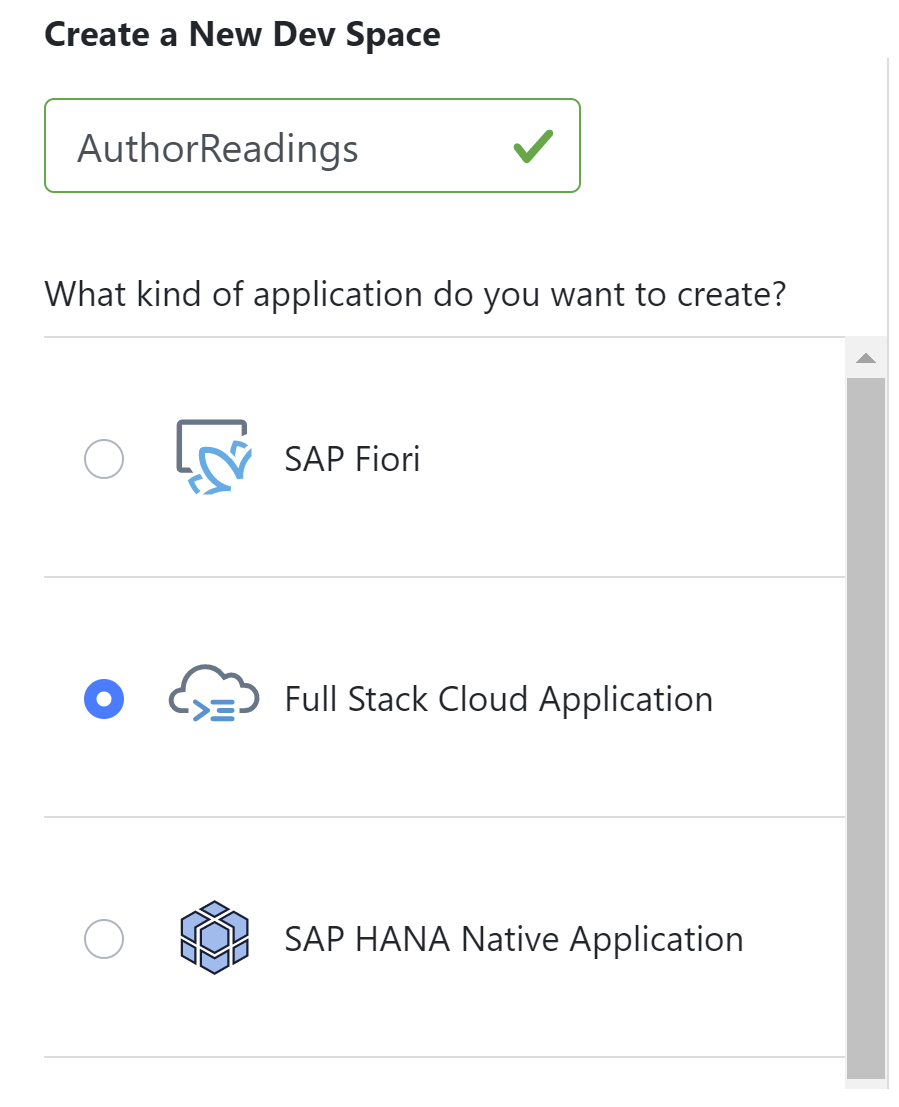 Create a New Dev Space
AuthorReadings
What kind of application do you want to create?
SAP Fiori
Full Stack Cloud Application
SAP HANA Native Application